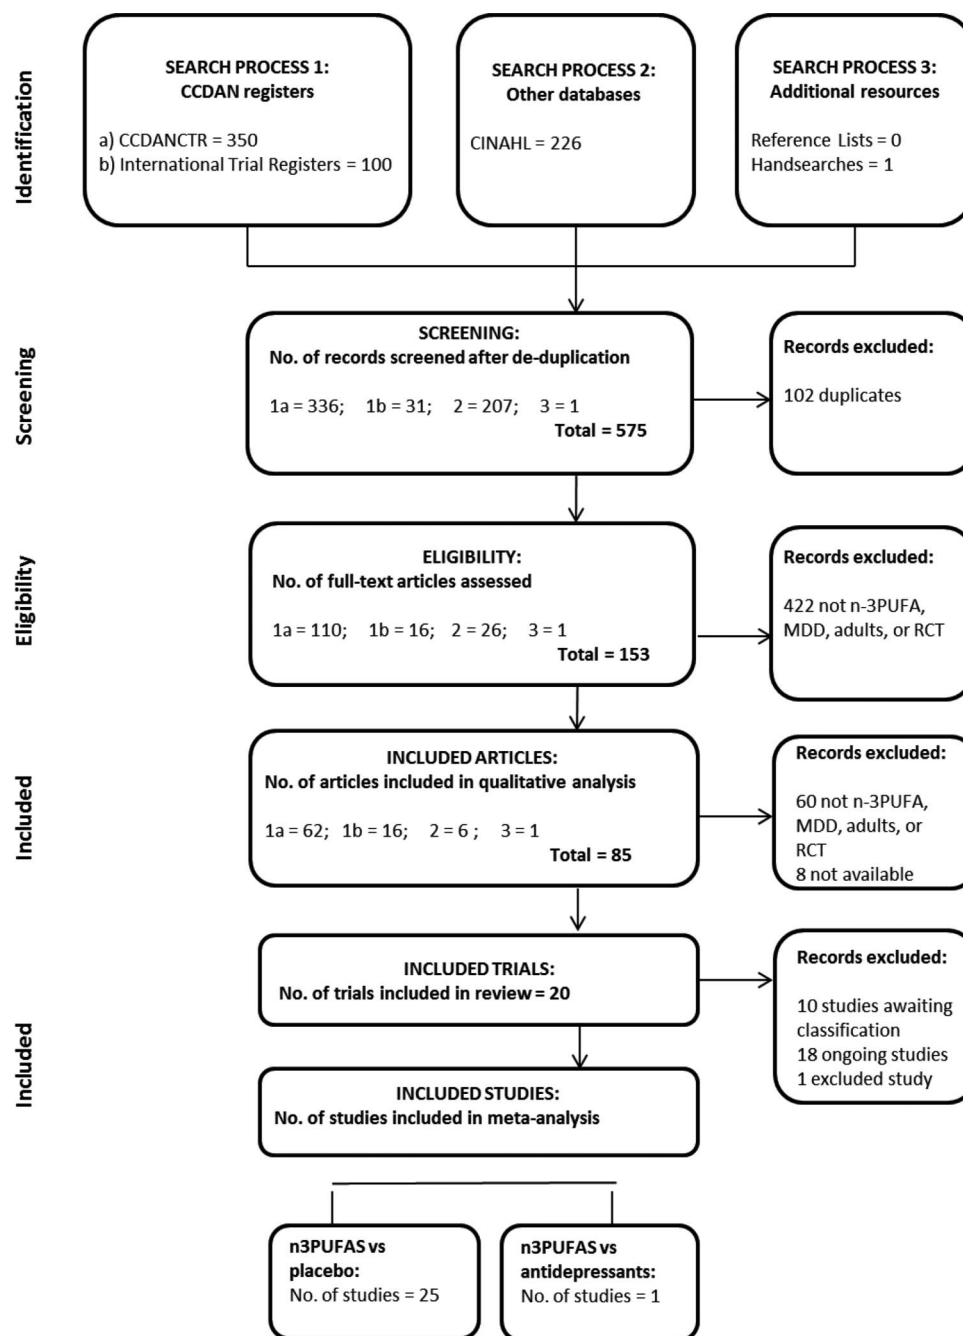 Identification
SEARCH PROCESS 1:
CCDAN registers
a) CCDANCTR = 350
b) International Trial Registers = 100
SEARCH PROCESS 2:
Other databases
CINAHL = 226
SEARCH PROCESS 3:
Additional resources
Reference Lists = 0
Handsearches = 1
Screening
SCREENING:
No. of records screened after de-duplication
1a = 336; 1b = 31; 2 = 207; 3 = 1
Total = 575
Records excluded:
102 duplicates
Eligibility
ELIGIBILITY:
No. of full-text articles assessed
1a = 110; 1b = 16; 2 = 26; 3 = 1
Total = 153
Records excluded:
422 not n-3PUFA,
MDD, adults, or RCT
Included
INCLUDED ARTICLES:
No. of articles included in qualitative analysis
1a = 62; 1b = 16; 2 = 6 ; 3 = 1
Total = 85
Records excluded:
60 not n-3PUFA,
MDD, adults, or
RCT
8 not available
Included
INCLUDED TRIALS:
No. of trials included in review = 20
Records excluded:
10 studies awaiting
classification
18 ongoing studies
1 excluded study
INCLUDED STUDIES:
No. of studies included in meta-analysis
n3PUFAS vs
placebo:
No. of studies = 25
n3PUFAS vs
antidepressants:
No. of studies = 1